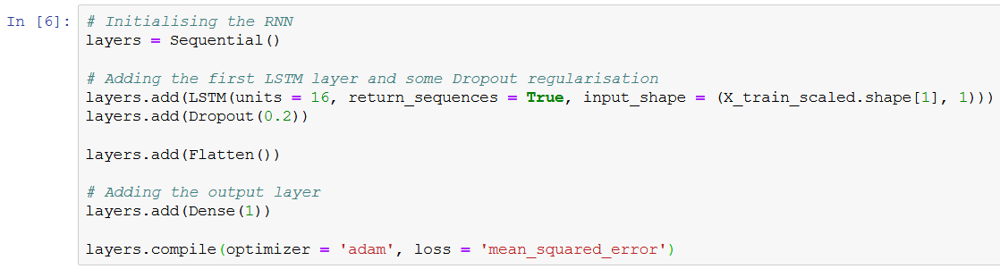 In [6]: # Initialising the RNN
layers = Sequential()
# Adding the first LSTM layer and some Dropout regularisation
layers.add(LSTM(units = 16, return_sequences = True, input_shape = (X_train_scaled.shape[1], 1)))
layers.add(Dropout(0.2))
layers.add(Flatten())
# Adding the output layer
layers.add(Dense(1))
layers.compile(optimizer = 'adam', loss = 'mean_squared_error')